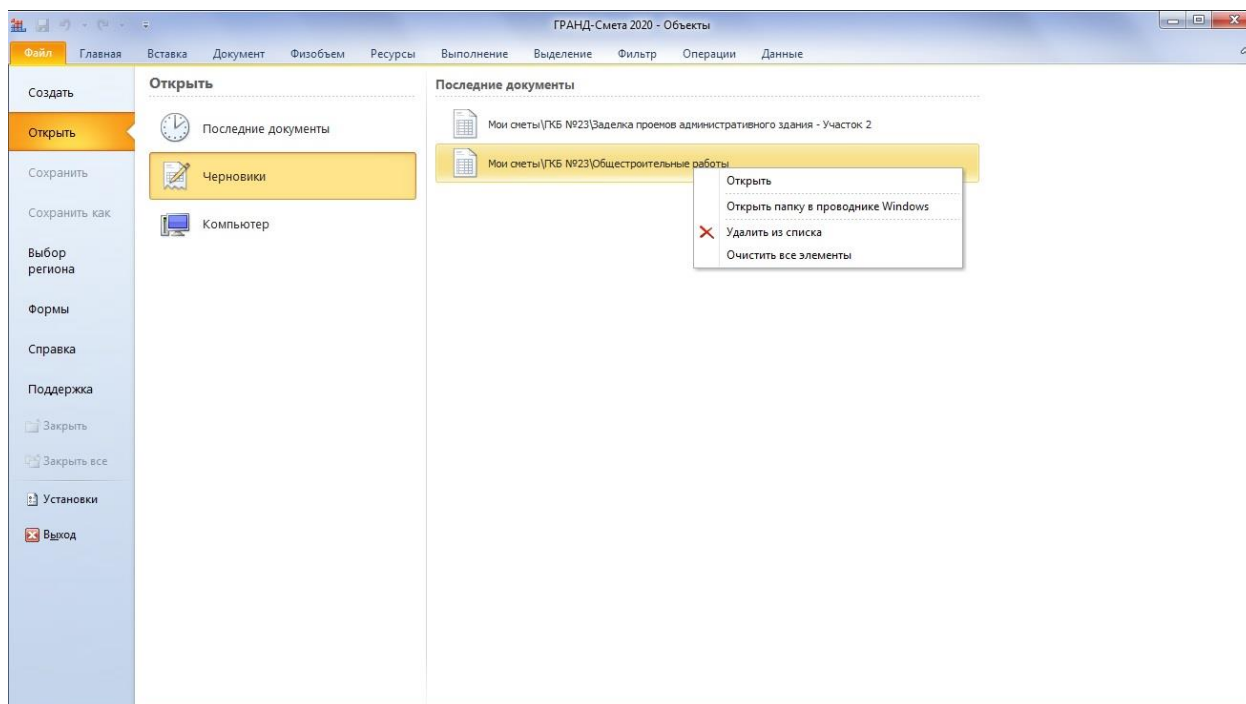 ГРАНД-Смета 2020 - Объекты
Файл Главная Вставка Документ Физобъем Ресурсы Выполнение Выделение Фильтр Операции Данные
Создать
Открыть
Сохранить
Сохранить как
Выбор
региона
Формы
Справка
Поддержка
Закрыть
Закрыть все
Установки
Выход
Открыть
Последние документы
Черновики
Компьютер
Последние документы
Мои сметы\ГКБ №23\Заделка проемов административного здания - Участок 2
Мои сметы\ГКБ №23\Общестроительные работы
Открыть
Открыть папку в проводнике Windows
Удалить из списка
Очистить все элементы